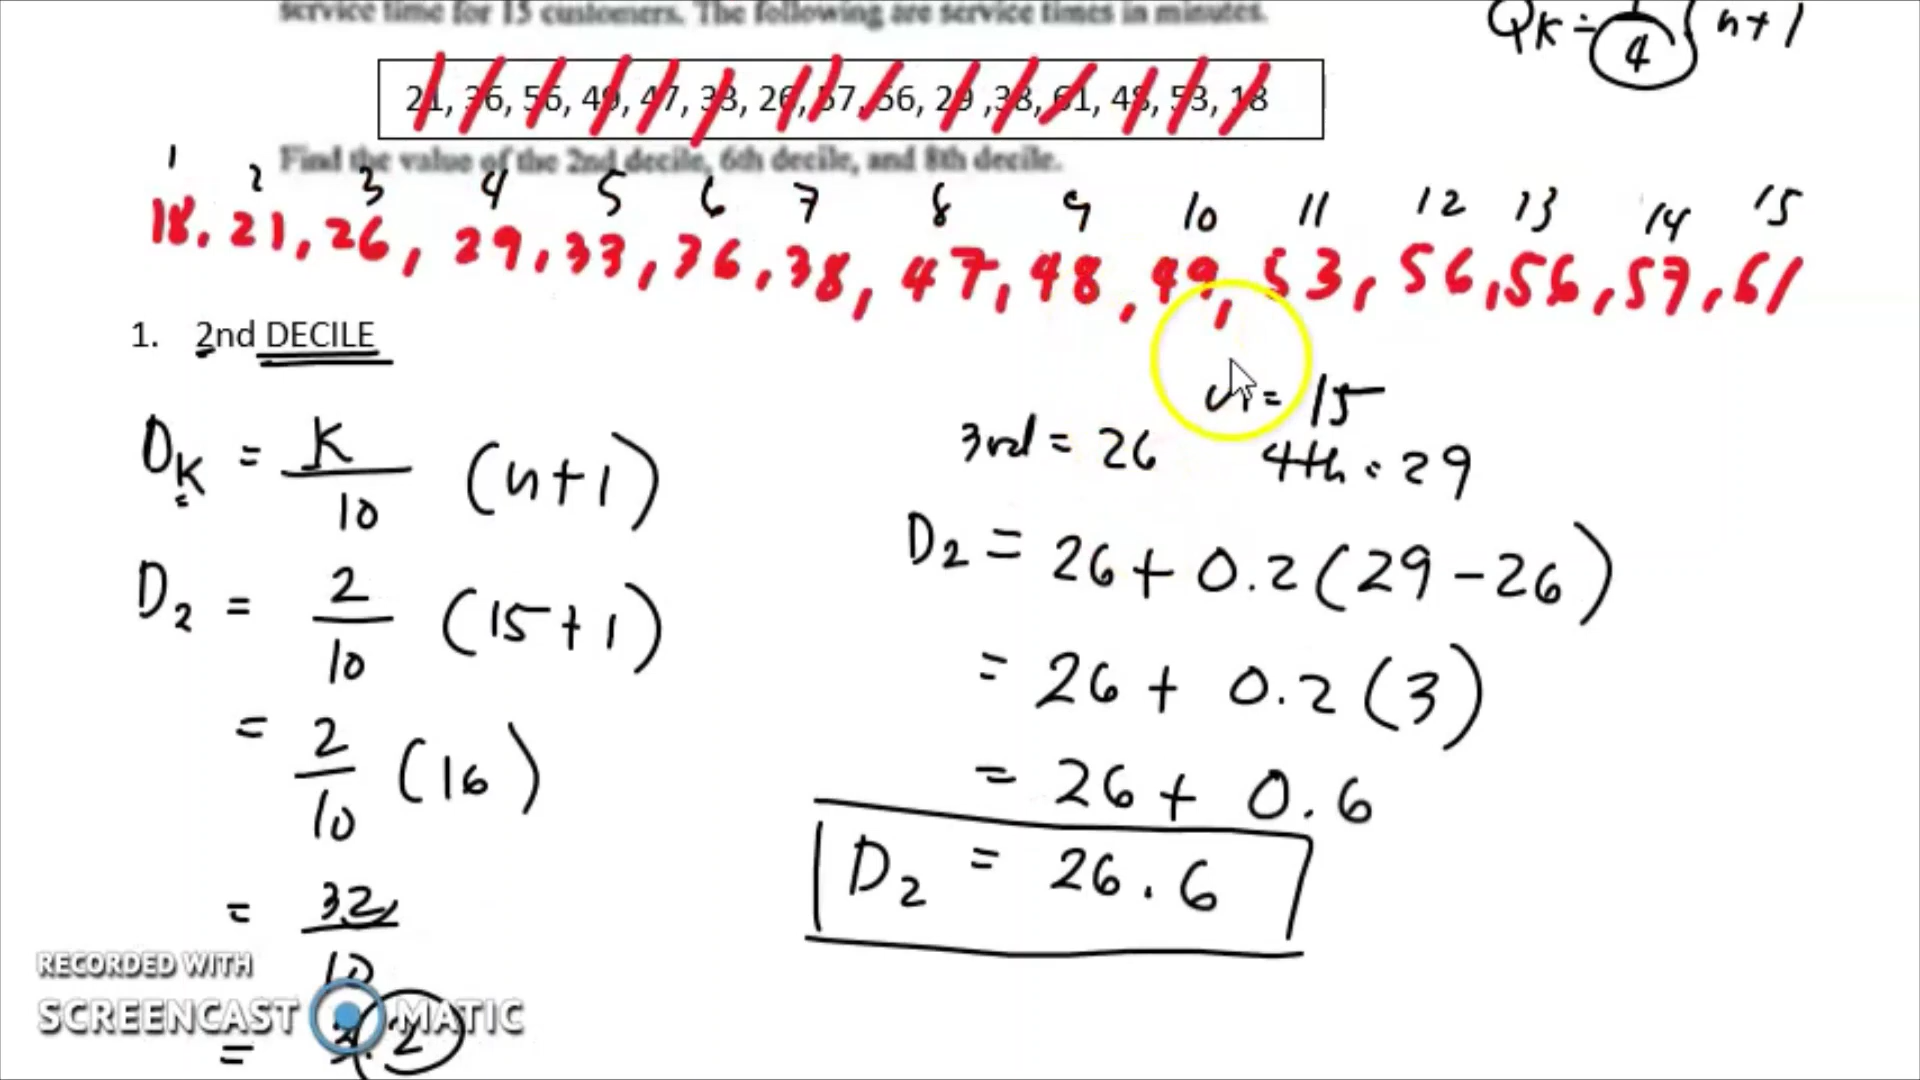 service time for 15 customers. The following are service times in minutes.
QK = /4 { n+1
21, 36, 56, 49, 47, 33, 26, 57, 56, 29 ,38, 61, 48, 53, 18
Find the value of the 2nd decile, 6th decile, and 8th decile.
1 2 3 4 5 6 7 8 9 10 11 12 13 14 15
18, 21, 26, 29, 33, 36, 38, 47, 48, 49, 53, 56, 56, 57, 61
1. 2nd DECILE
DK = K/10 (n+1)
D2 = 2/10 (15+1)
= 2/10 (16)
= 32/10
= 3.2
n = 15
3rd = 26 4th = 29
D2 = 26 + 0.2 (29 - 26)
= 26 + 0.2 (3)
= 26 + 0.6
D2 = 26.6
RECORDED WITH
SCREENCAST MATIC